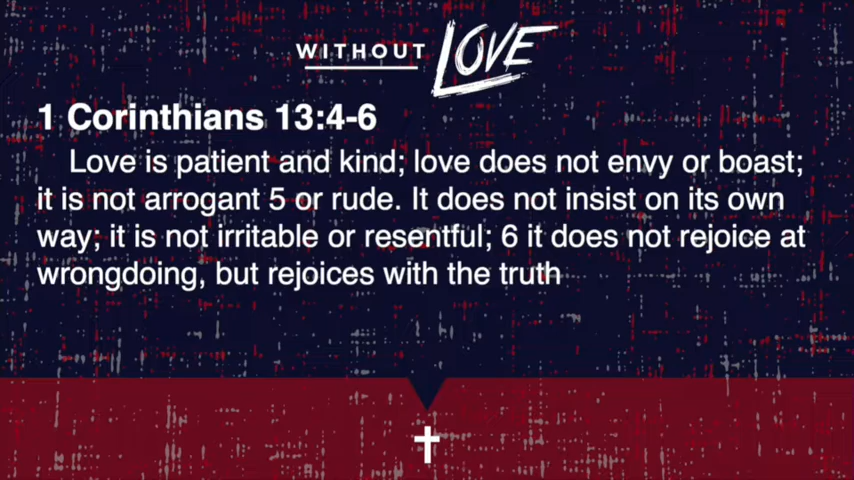 WITHOUT LOVE
1 Corinthians 13:4-6
Love is patient and kind; love does not envy or boast;
it is not arrogant 5 or rude. It does not insist on its own
way; it is not irritable or resentful; 6 it does not rejoice at
wrongdoing, but rejoices with the truth